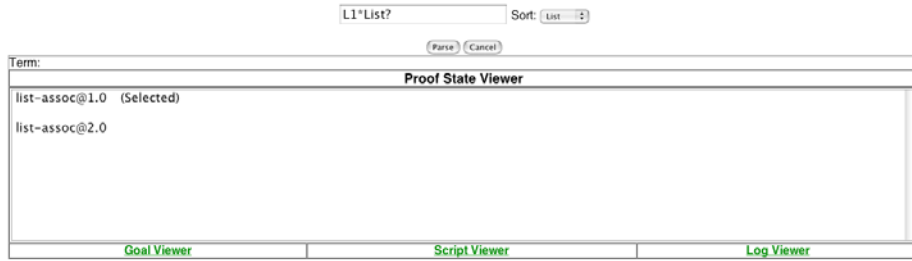 L1*List? Sort: List
Parse Cancel
Term:
Proof State Viewer
list-assoc@1.0 (Selected)
list-assoc@2.0
Goal Viewer Script Viewer Log Viewer